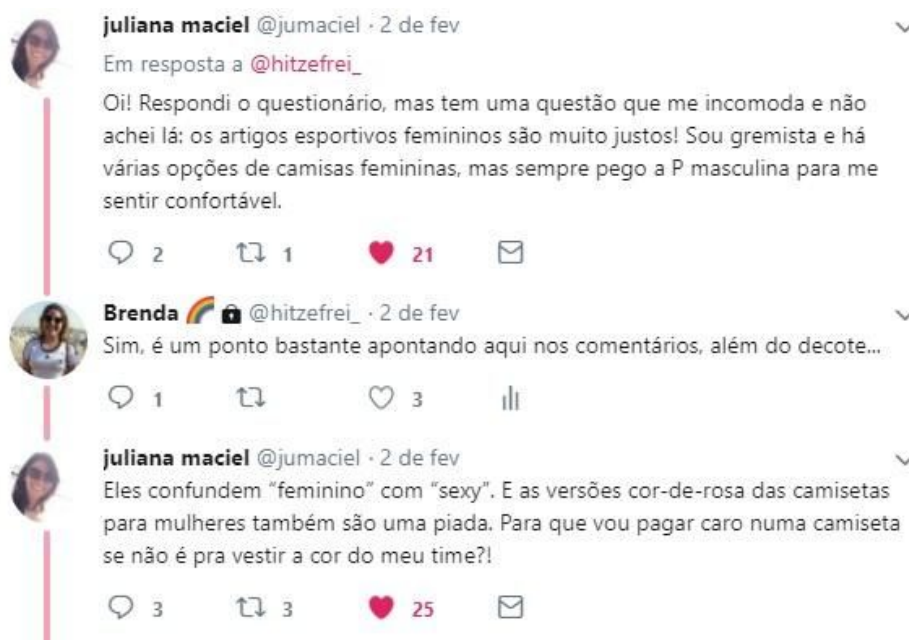 juliana maciel @jumaciel · 2 de fev
Em resposta a @hitzefrei_
Oi! Respondi o questionário, mas tem uma questão que me incomoda e não
achei lá: os artigos esportivos femininos são muito justos! Sou gremista e há
várias opções de camisas femininas, mas sempre pego a P masculina para me
sentir confortável.
2 1 21
Brenda 🌈 @hitzefrei_ · 2 de fev
Sim, é um ponto bastante apontando aqui nos comentários, além do decote...
1 3
juliana maciel @jumaciel · 2 de fev
Eles confundem “feminino” com “sexy”. E as versões cor-de-rosa das camisetas
para mulheres também são uma piada. Para que vou pagar caro numa camiseta
se não é pra vestir a cor do meu time?!
3 3 25